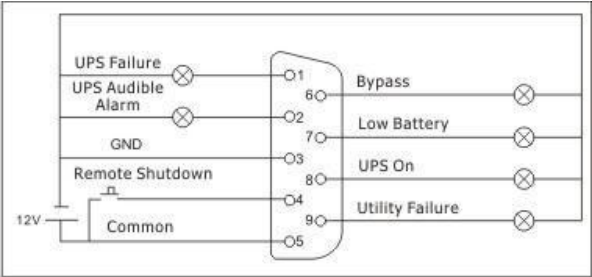 UPS Failure
1
Bypass
6
UPS Audible
Alarm
2
Low Battery
7
GND
3
UPS On
8
Remote Shutdown
4
Utility Failure
9
12V
Common
5